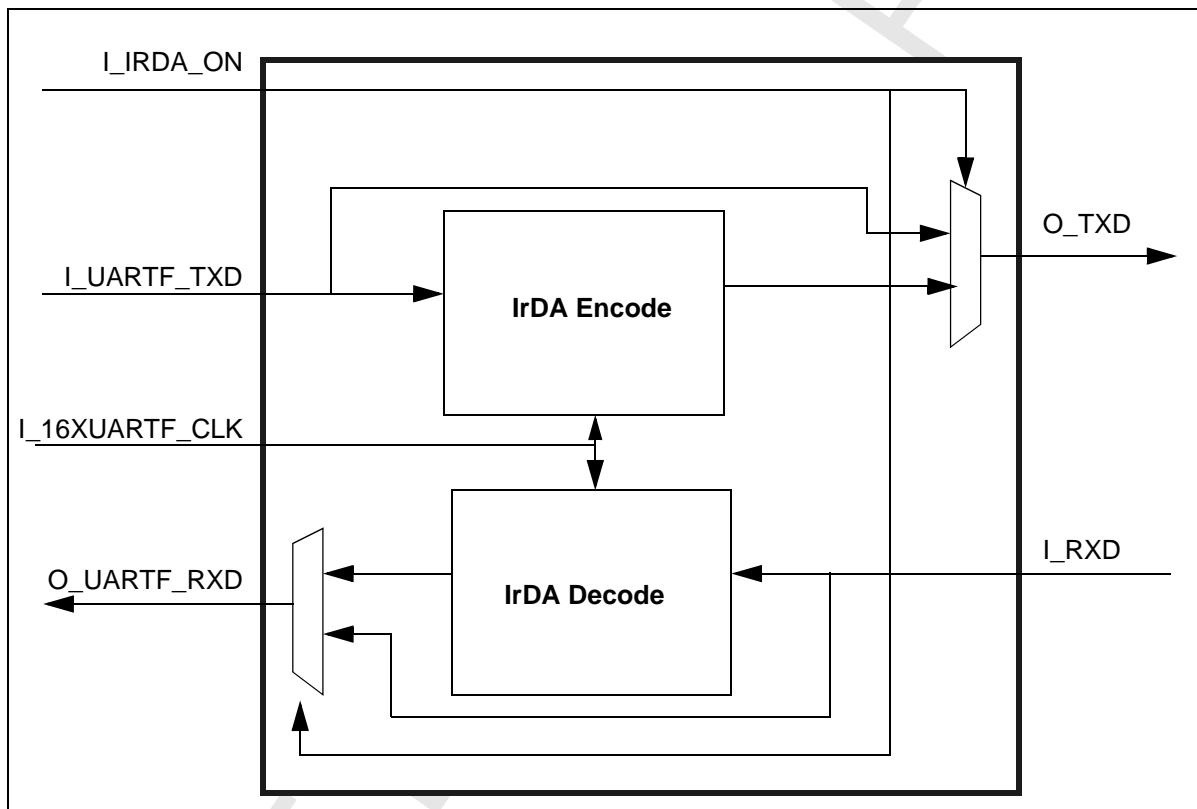 I_IRDA_ON
O_TXD
I_UARTF_TXD
IrDA Encode
I_16XUARTF_CLK
I_RXD
O_UARTF_RXD
IrDA Decode